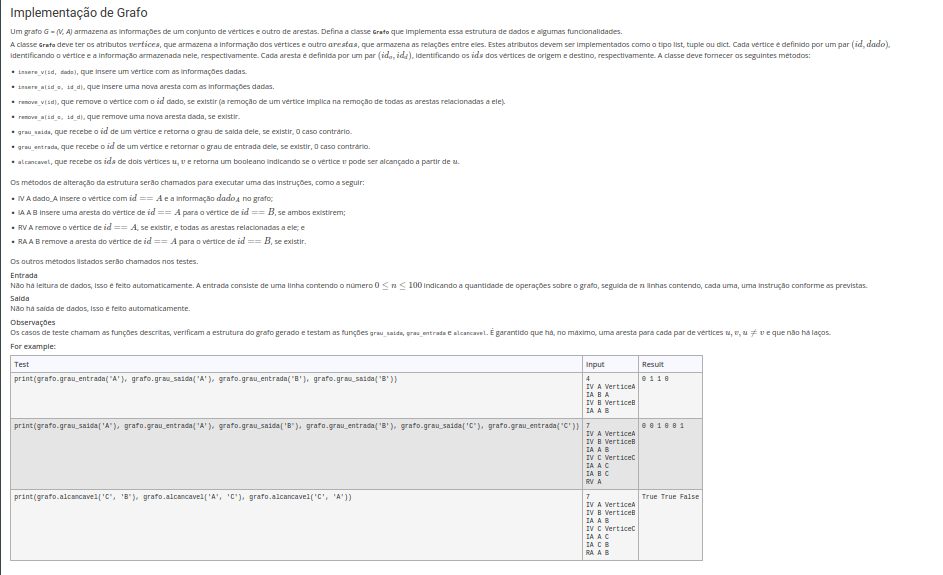 Implementação de Grafo
Um grafo G = (V, A) armazena as informações de um conjunto de vértices e outro de arestas. Defina a classe Grafo que implementa essa estrutura de dados e algumas funcionalidades.
A classe Grafo deve ter os atributos vertices, que armazena a informação dos vértices e outro arestas, que armazena as relações entre eles. Estes atributos devem ser implementados como o tipo list, tuple ou dict. Cada vértice é definido por um par (id, dado),
identificando o vértice e a informação armazenada nele, respectivamente. Cada aresta é definida por um par (id_o, id_d), identificando os ids dos vértices de origem e destino, respectivamente. A classe deve fornecer os seguintes métodos:
• insere_v(id, dado), que insere um vértice com as informações dadas.
• insere_a(id_o, id_d), que insere uma nova aresta com as informações dadas.
• remove_v(id), que remove o vértice com o id dado, se existir (a remoção de um vértice implica na remoção de todas as arestas relacionadas a ele).
• remove_a(id_o, id_d), que remove uma nova aresta dada, se existir.
• grau_saida, que recebe o id de um vértice e retorna o grau de saída dele, se existir, 0 caso contrário.
• grau_entrada, que recebe o id de um vértice e retornar o grau de entrada dele, se existir, 0 caso contrário.
• alcancavel, que recebe os ids de dois vértices u, v e retorna um booleano indicando se o vértice v pode ser alcançado a partir de u.
Os métodos de alteração da estrutura serão chamados para executar uma das instruções, como a seguir:
• IV A dado_A insere o vértice com id == A e a informação dado_A no grafo;
• IA A B insere uma aresta do vértice de id == A para o vértice de id == B, se ambos existirem;
• RV A remove o vértice de id == A, se existir, e todas as arestas relacionadas a ele; e
• RA A B remove a aresta do vértice de id == A para o vértice de id == B, se existir.
Os outros métodos listados serão chamados nos testes.
Entrada
Não há leitura de dados, isso é feito automaticamente. A entrada consiste de uma linha contendo o número 0 ≤ n ≤ 100 indicando a quantidade de operações sobre o grafo, seguida de n linhas contendo, cada uma, uma instrução conforme as previstas.
Saída
Não há saída de dados, isso é feito automaticamente.
Observações
Os casos de teste chamam as funções descritas, verificam a estrutura do grafo gerado e testam as funções grau_saida, grau_entrada e alcancavel. É garantido que há, no máximo, uma aresta para cada par de vértices u, v, u ≠ v e que não há laços.
For example:
Test Input Result
print(grafo.grau_entrada('A'), grafo.grau_saida('A'), grafo.grau_entrada('B'), grafo.grau_saida('B')) 4 0 1 1 0
IV A VerticeA
IA B A
IV B VerticeB
IA A B
print(grafo.grau_saida('A'), grafo.grau_entrada('A'), grafo.grau_saida('B'), grafo.grau_entrada('B'), grafo.grau_saida('C'), grafo.grau_entrada('C')) 7 0 0 1 0 0 1
IV A VerticeA
IV B VerticeB
IA A B
IV C VerticeC
IA A C
IA B C
RV A
print(grafo.alcancavel('C', 'B'), grafo.alcancavel('A', 'C'), grafo.alcancavel('C', 'A')) 7 True True False
IV A VerticeA
IV B VerticeB
IA A B
IV C VerticeC
IA A C
IA C B
RA A B